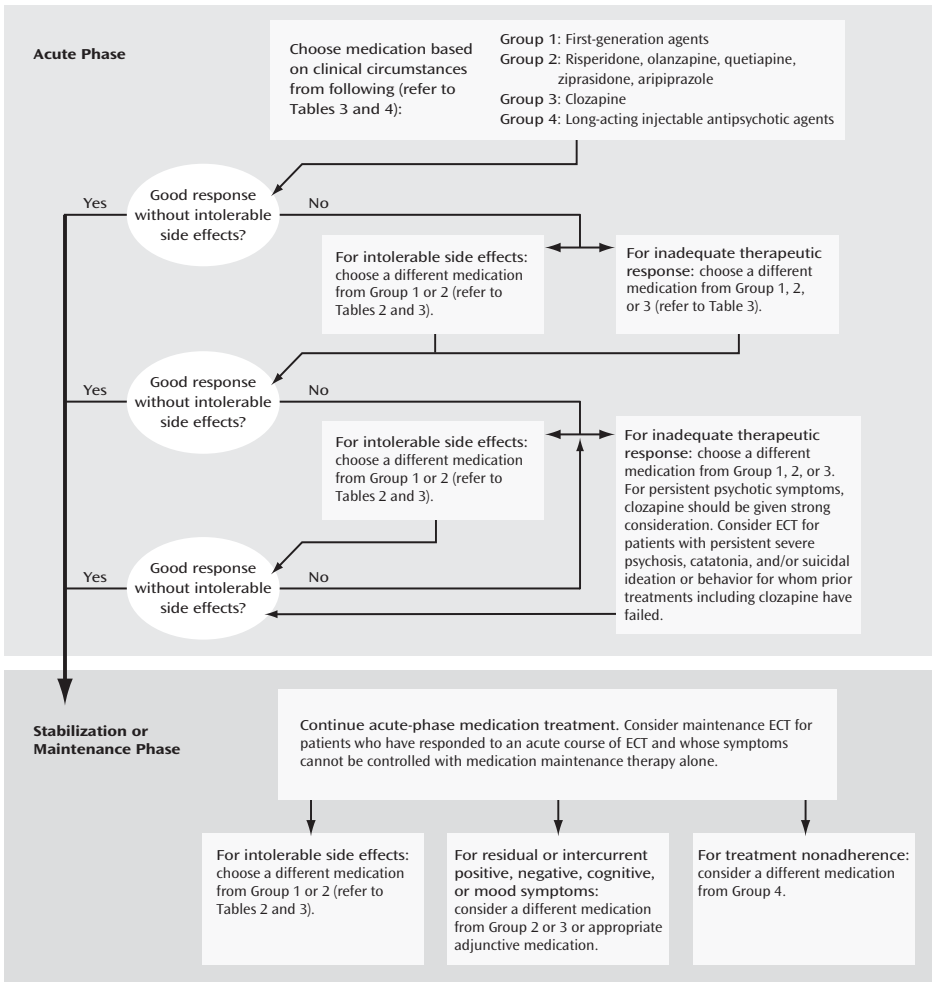 Acute Phase
Choose medication based
on clinical circumstances
from following (refer to
Tables 3 and 4):
Group 1: First-generation agents
Group 2: Risperidone, olanzapine, quetiapine,
ziprasidone, aripiprazole
Group 3: Clozapine
Group 4: Long-acting injectable antipsychotic agents
Good response
without intolerable
side effects?
Yes
No
For intolerable side effects:
choose a different medication
from Group 1 or 2 (refer to
Tables 2 and 3).
For inadequate therapeutic
response: choose a different
medication from Group 1, 2,
or 3 (refer to Table 3).
Good response
without intolerable
side effects?
Yes
No
For intolerable side effects:
choose a different medication
from Group 1 or 2 (refer to
Tables 2 and 3).
For inadequate therapeutic
response: choose a different
medication from Group 1, 2, or 3.
For persistent psychotic symptoms,
clozapine should be given strong
consideration. Consider ECT for
patients with persistent severe
psychosis, catatonia, and/or suicidal
ideation or behavior for whom prior
treatments including clozapine have
failed.
Good response
without intolerable
side effects?
Yes
No
Stabilization or
Maintenance Phase
Continue acute-phase medication treatment. Consider maintenance ECT for
patients who have responded to an acute course of ECT and whose symptoms
cannot be controlled with medication maintenance therapy alone.
For intolerable side effects:
choose a different medication
from Group 1 or 2 (refer to
Tables 2 and 3).
For residual or intercurrent
positive, negative, cognitive,
or mood symptoms:
consider a different medication
from Group 2 or 3 or appropriate
adjunctive medication.
For treatment nonadherence:
consider a different medication
from Group 4.